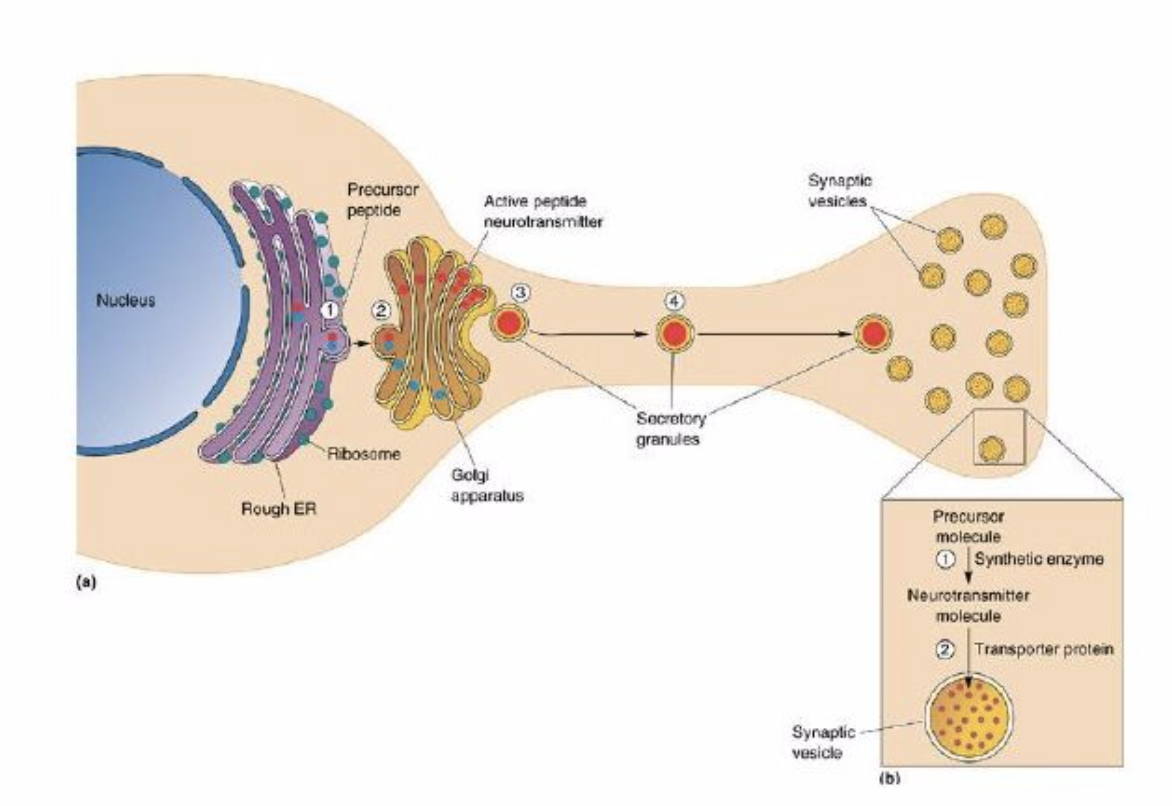 Precursor
peptide
Active peptide
neurotransmitter
Synaptic
vesicles
Nucleus
1
2
3
4
Secretory
granules
Ribosome
Golgi
apparatus
Rough ER
(a)
Precursor
molecule
1 Synthetic enzyme
Neurotransmitter
molecule
2 Transporter protein
Synaptic
vesicle
(b)